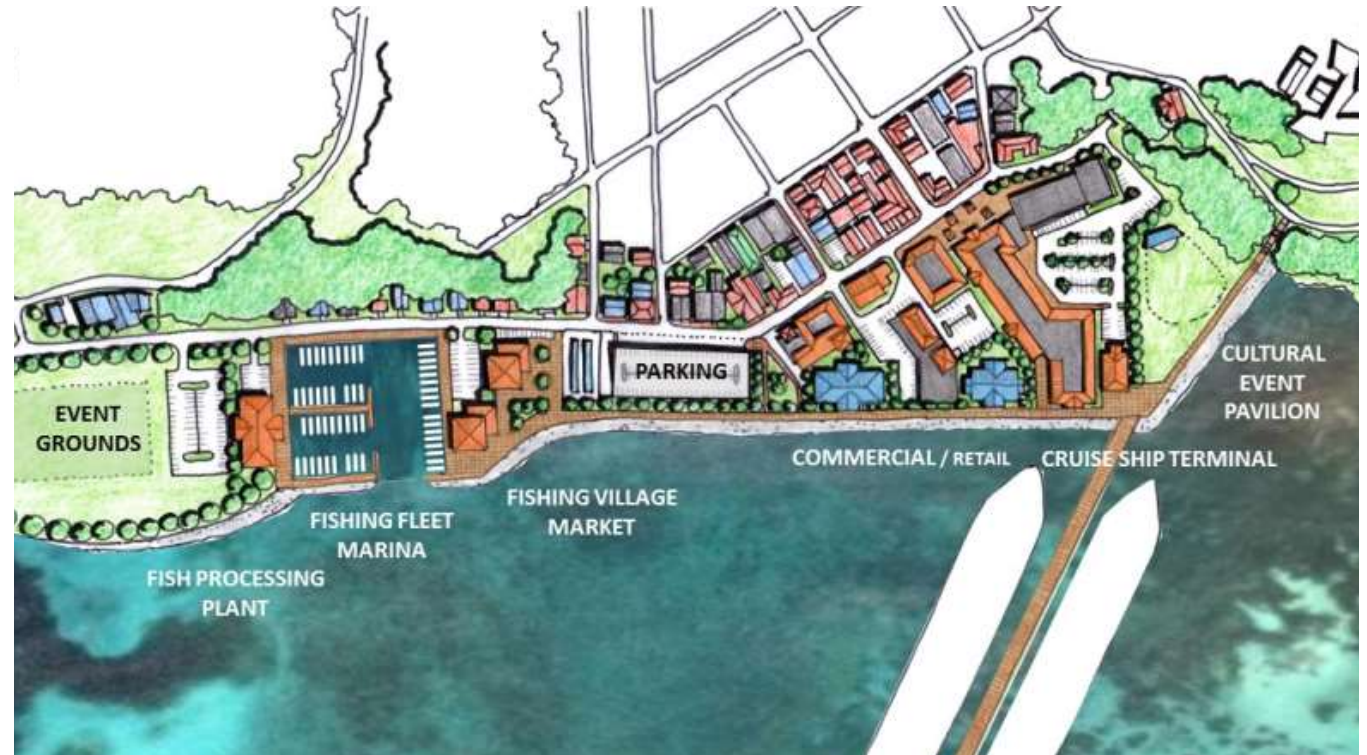 EVENT
GROUNDS
PARKING
FISH PROCESSING
PLANT
FISHING FLEET
MARINA
FISHING VILLAGE
MARKET
COMMERCIAL / RETAIL
CRUISE SHIP TERMINAL
CULTURAL
EVENT
PAVILION